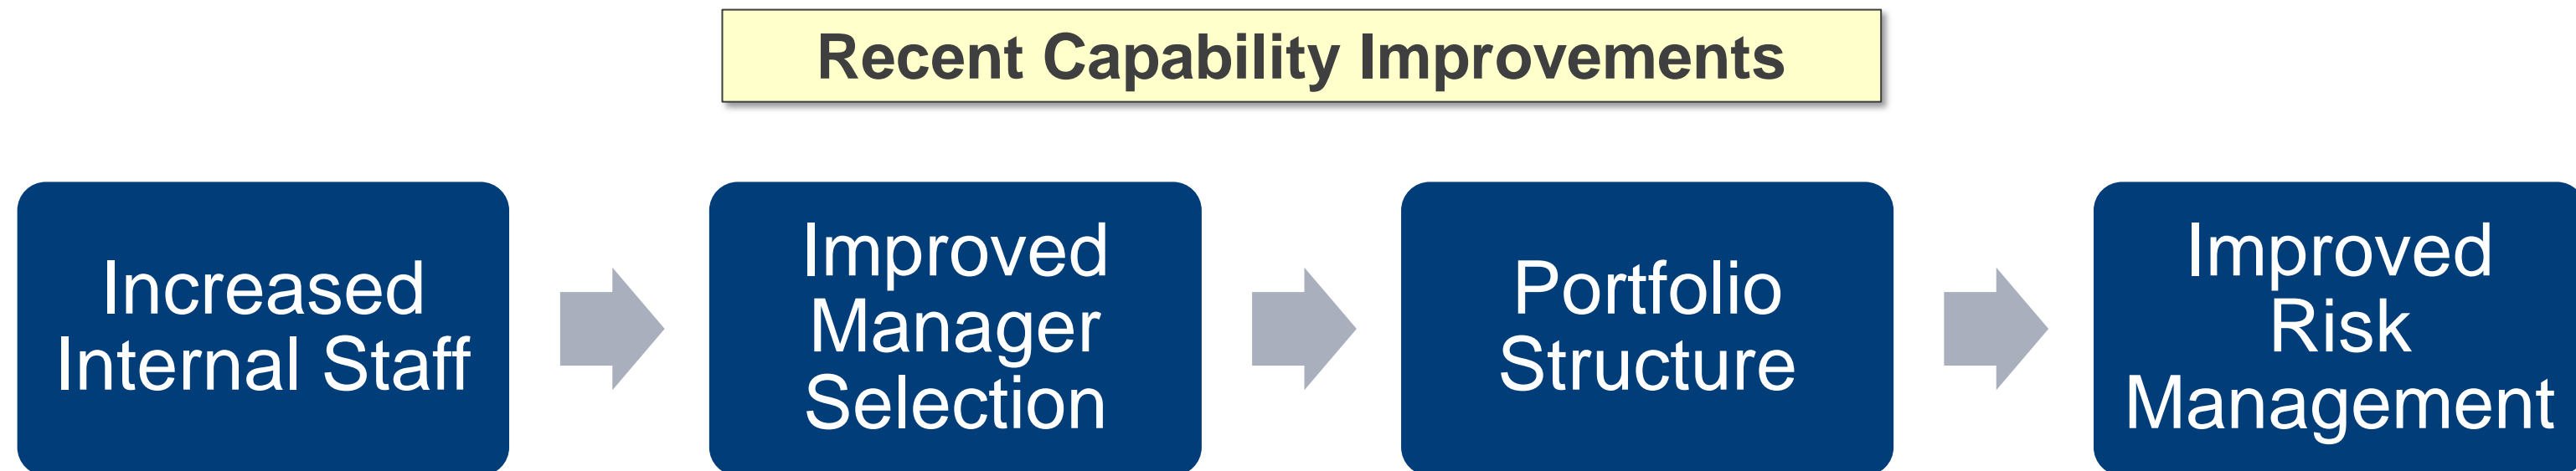 Recent Capability Improvements
Increased
Internal Staff
Improved
Manager
Selection
Portfolio
Structure
Improved
Risk
Management